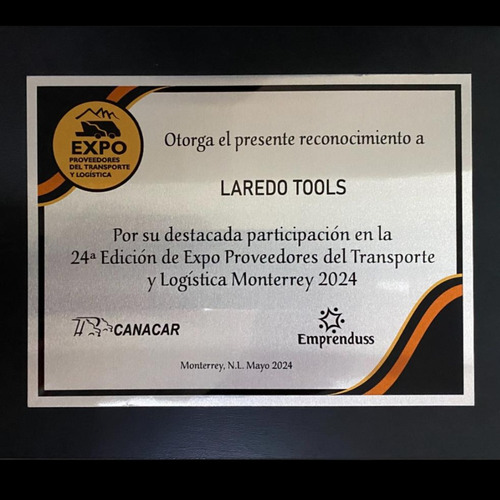 EXPO
PROVEEDORES
DEL TRANSPORTE
Y LOGÍSTICA
Otorga el presente reconocimiento a
LAREDO TOOLS
Por su destacada participación en la
24ª Edición de Expo Proveedores del Transporte
y Logística Monterrey 2024
CANACAR
Emprenduss
Monterrey, N.L. Mayo 2024